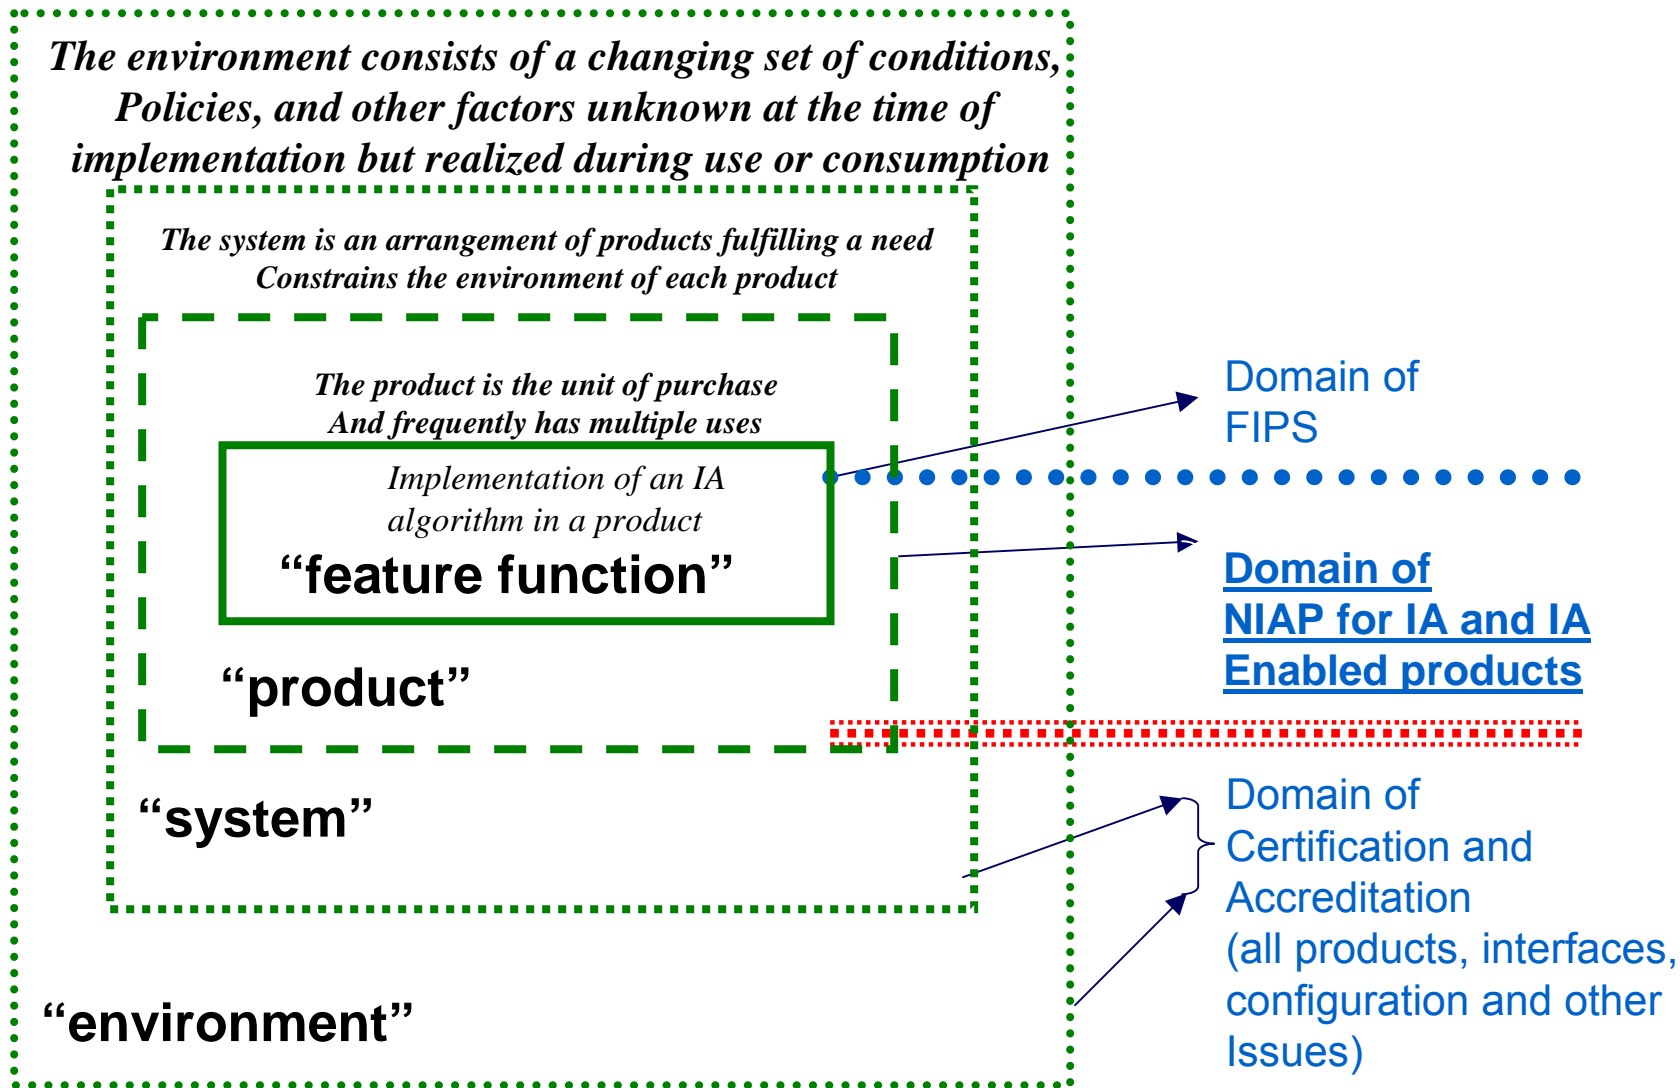 The environment consists of a changing set of conditions,
Policies, and other factors unknown at the time of
implementation but realized during use or consumption
The system is an arrangement of products fulfilling a need
Constrains the environment of each product
The product is the unit of purchase
And frequently has multiple uses
Implementation of an IA
algorithm in a product
“feature function”
“product”
“system”
“environment”
Domain of
FIPS
Domain of
NIAP for IA and IA
Enabled products
Domain of
Certification and
Accreditation
(all products, interfaces,
configuration and other
Issues)